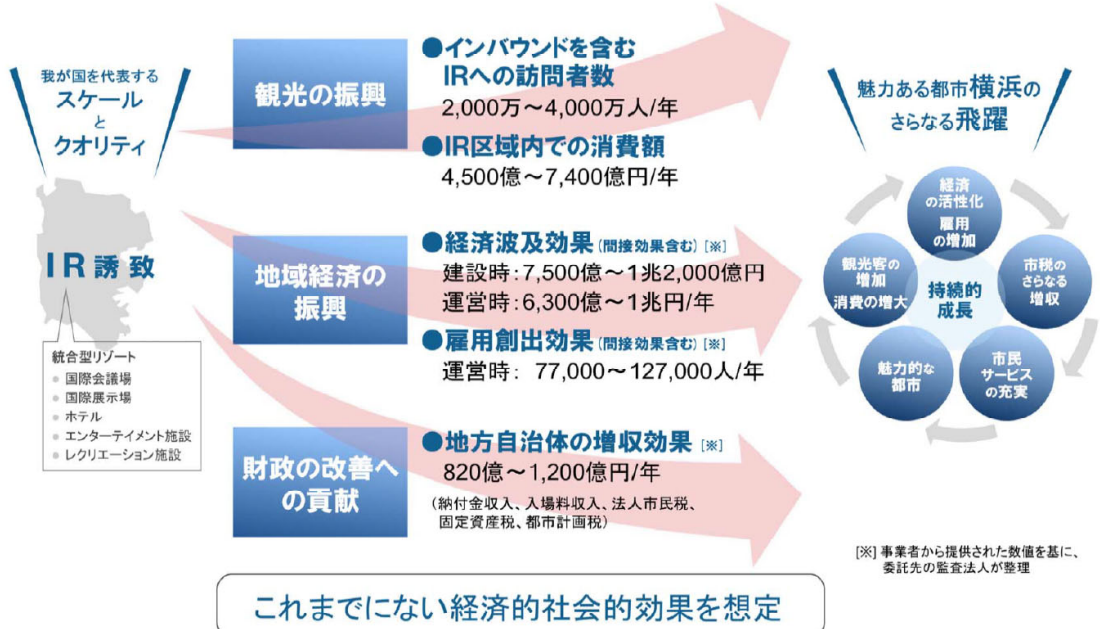 我が国を代表する
スケール
と
クオリティ
IR誘致
統合型リゾート
● 国際会議場
● 国際展示場
● ホテル
● エンターテイメント施設
● レクリエーション施設
観光の振興
●インバウンドを含む
IRへの訪問者数
2,000万～4,000万人/年
●IR区域内での消費額
4,500億～7,400億円/年
地域経済の
振興
●経済波及効果(間接効果含む)[※]
建設時：7,500億～1兆2,000億円
運営時：6,300億～1兆円/年
●雇用創出効果(間接効果含む)[※]
運営時： 77,000～127,000人/年
財政の改善へ
の貢献
●地方自治体の増収効果 [※]
820億～1,200億円/年
(納付金収入、入場料収入、法人市民税、
固定資産税、都市計画税)
魅力ある都市横浜の
さらなる飛躍
経済
の活性化
雇用
の増加
市税の
さらなる
増収
市民
サービス
の充実
魅力的な
都市
観光客の
増加
消費の増大
持続的
成長
[※] 事業者から提供された数値を基に、
委託先の監査法人が整理
これまでにない経済的社会的効果を想定